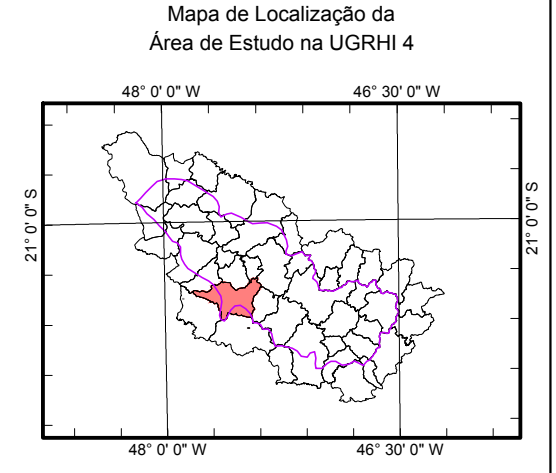 Mapa de Localização da
Área de Estudo na UGRHI 4
48° 0' 0" W
46° 30' 0" W
21° 0' 0" S
21° 0' 0" S
48° 0' 0" W
46° 30' 0" W